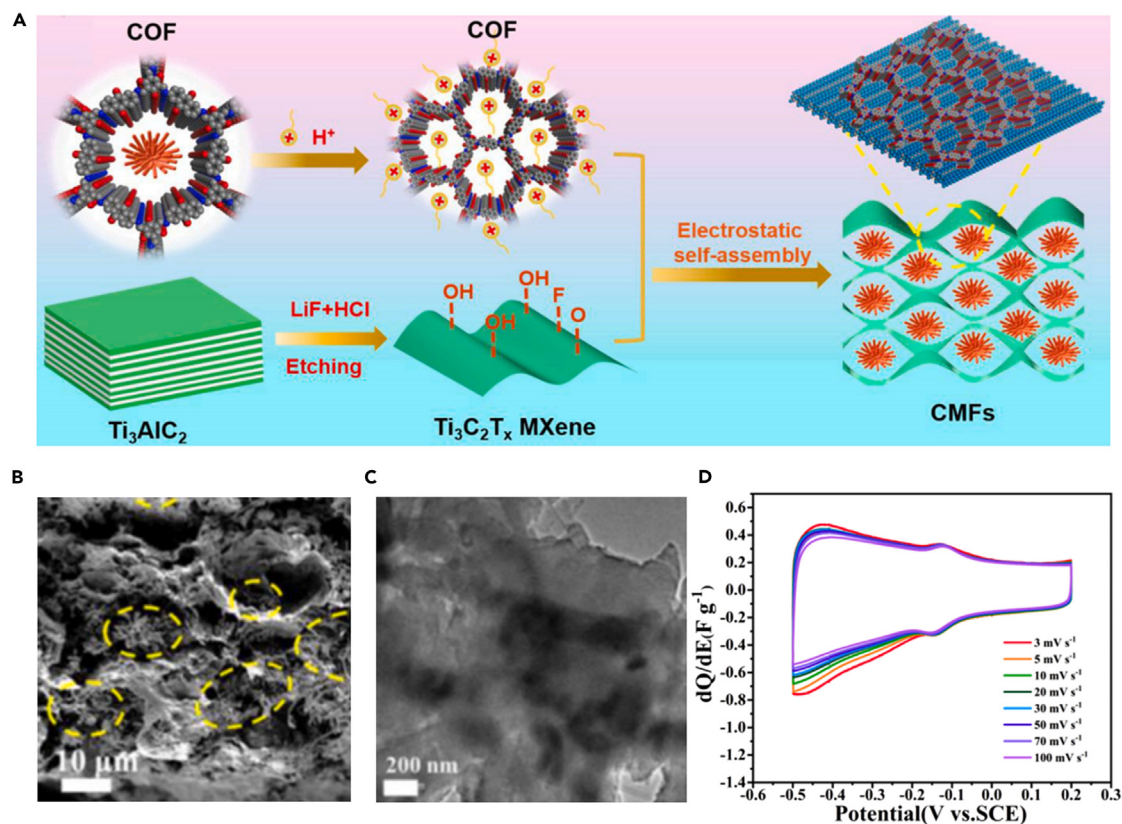 A
COF
H⁺
COF
Electrostatic
self-assembly
LiF+HCl
Etching
OH
OH
OH
F
O
Ti₃AlC₂
Ti₃C₂Tₓ MXene
CMFs
B
10 μm
C
200 nm
D
dQ/dE(F g⁻¹)
0.6
0.4
0.2
0.0
-0.2
-0.4
-0.6
-0.8
-1.0
-1.2
-1.4
3 mV s⁻¹
5 mV s⁻¹
10 mV s⁻¹
20 mV s⁻¹
30 mV s⁻¹
50 mV s⁻¹
70 mV s⁻¹
100 mV s⁻¹
-0.5 -0.4 -0.3 -0.2 -0.1 0.0 0.1 0.2 0.3
Potential(V vs.SCE)